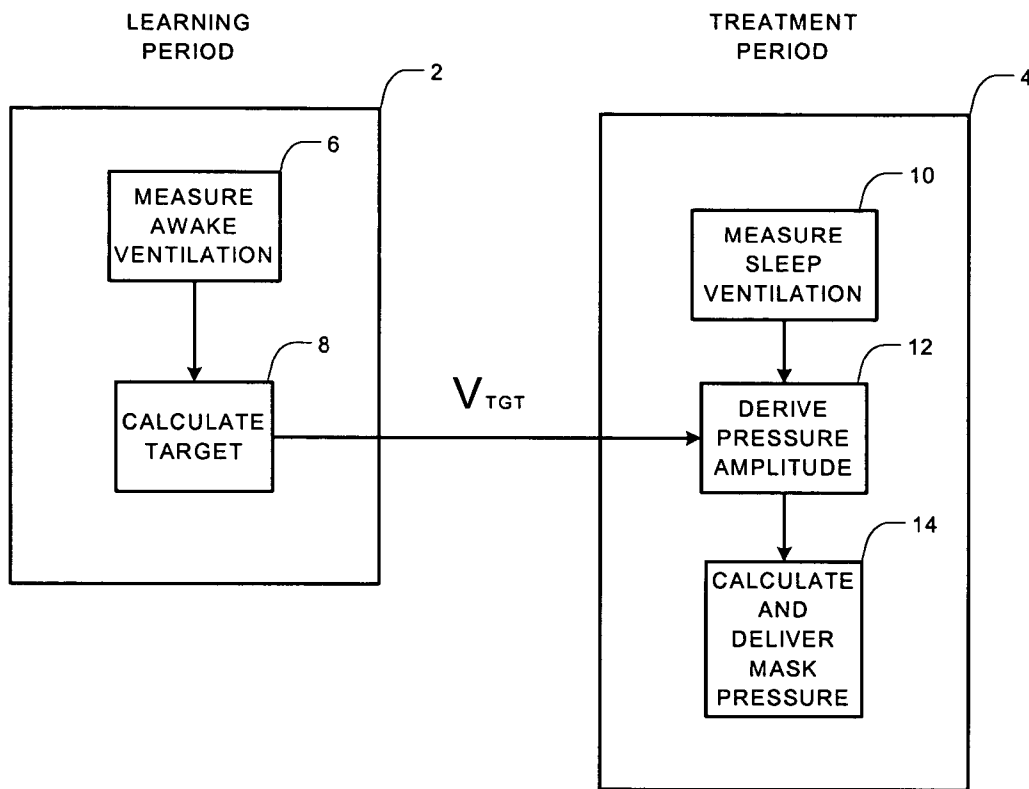 LEARNING
PERIOD
2
6
MEASURE
AWAKE
VENTILATION
8
CALCULATE
TARGET
VTGT
TREATMENT
PERIOD
4
10
MEASURE
SLEEP
VENTILATION
12
DERIVE
PRESSURE
AMPLITUDE
14
CALCULATE
AND
DELIVER
MASK
PRESSURE